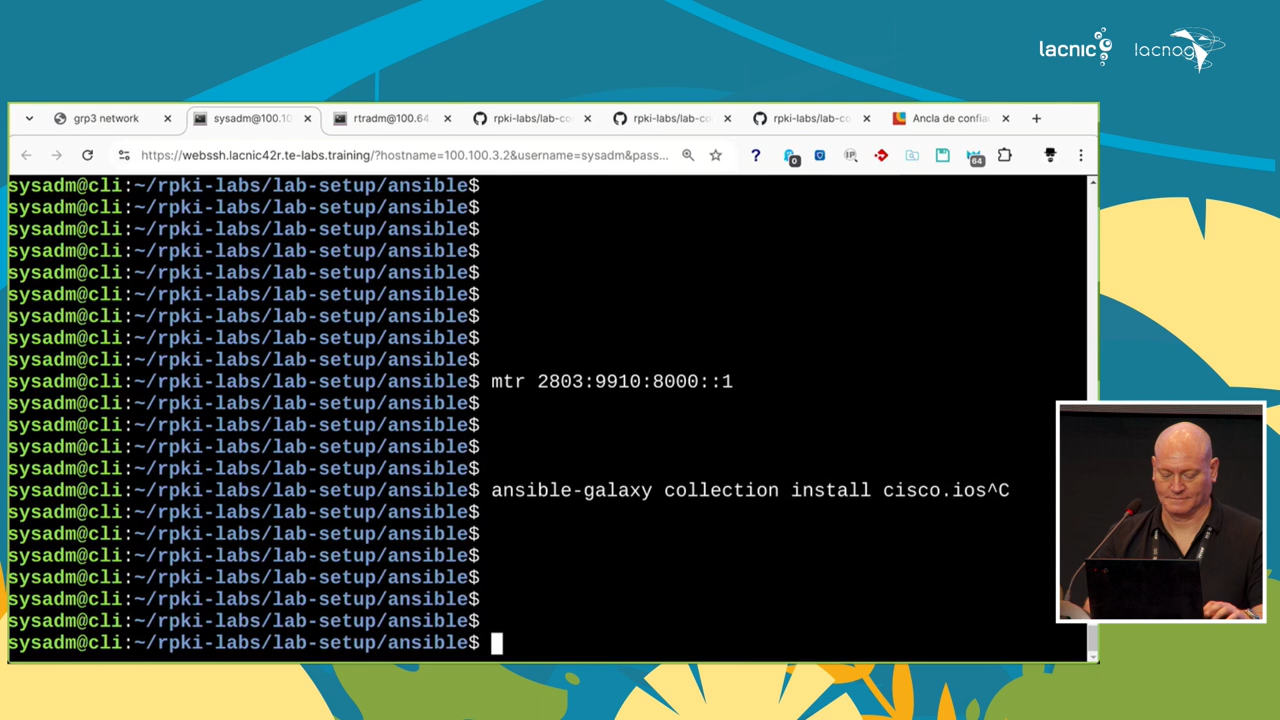 lacnic
lacnog
grp3 network
sysadm@100.10
rtradm@100.64.
rpki-labs/lab-co
rpki-labs/lab-co
rpki-labs/lab-co
Ancla de confia
https://webssh.lacnic42r.te-labs.training/?hostname=100.100.3.2&username=sysadm&pass...
?
0
IP
64
sysadm@cli:~/rpki-labs/lab-setup/ansible$
sysadm@cli:~/rpki-labs/lab-setup/ansible$
sysadm@cli:~/rpki-labs/lab-setup/ansible$
sysadm@cli:~/rpki-labs/lab-setup/ansible$
sysadm@cli:~/rpki-labs/lab-setup/ansible$
sysadm@cli:~/rpki-labs/lab-setup/ansible$
sysadm@cli:~/rpki-labs/lab-setup/ansible$
sysadm@cli:~/rpki-labs/lab-setup/ansible$
sysadm@cli:~/rpki-labs/lab-setup/ansible$
sysadm@cli:~/rpki-labs/lab-setup/ansible$ mtr 2803:9910:8000::1
sysadm@cli:~/rpki-labs/lab-setup/ansible$
sysadm@cli:~/rpki-labs/lab-setup/ansible$
sysadm@cli:~/rpki-labs/lab-setup/ansible$
sysadm@cli:~/rpki-labs/lab-setup/ansible$
sysadm@cli:~/rpki-labs/lab-setup/ansible$ ansible-galaxy collection install cisco.ios^C
sysadm@cli:~/rpki-labs/lab-setup/ansible$
sysadm@cli:~/rpki-labs/lab-setup/ansible$
sysadm@cli:~/rpki-labs/lab-setup/ansible$
sysadm@cli:~/rpki-labs/lab-setup/ansible$
sysadm@cli:~/rpki-labs/lab-setup/ansible$
sysadm@cli:~/rpki-labs/lab-setup/ansible$
sysadm@cli:~/rpki-labs/lab-setup/ansible$